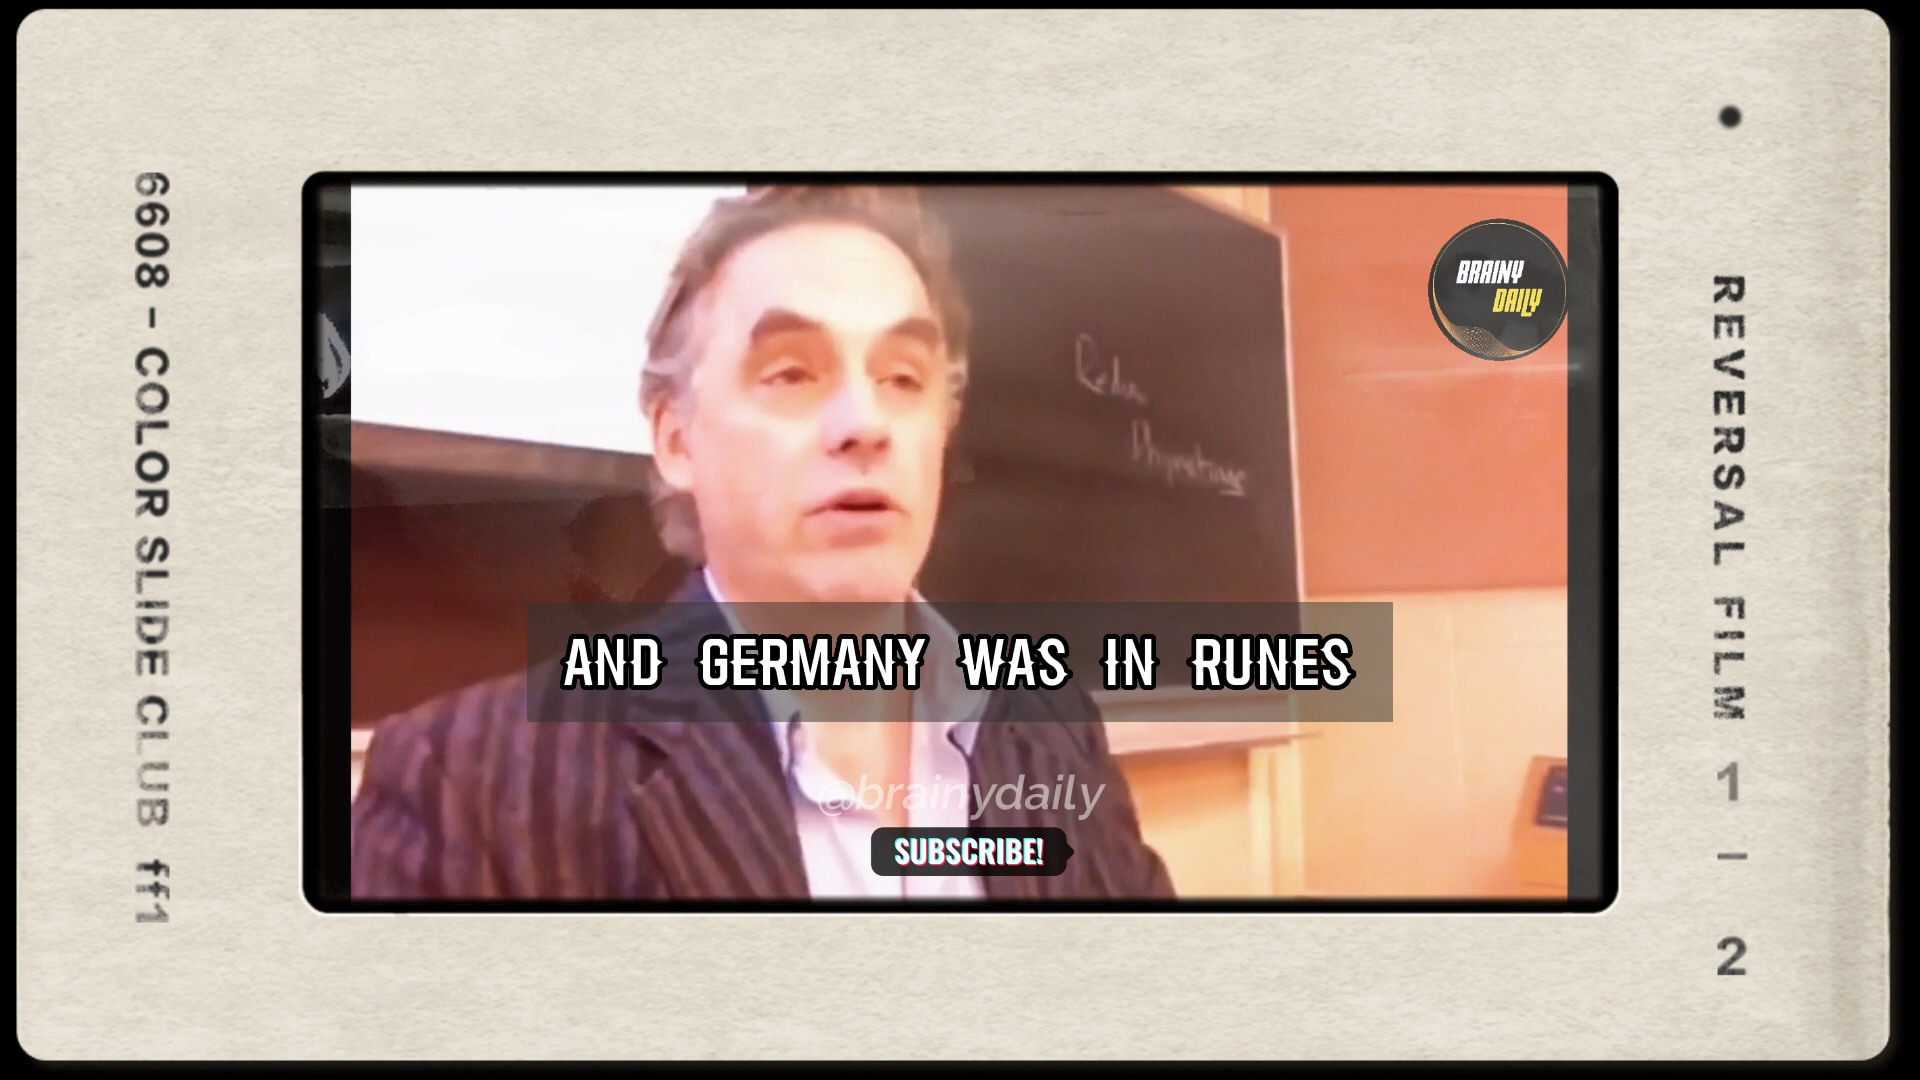 6608 - COLOR SLIDE CLUB ff1
BRAINY
DAILY
AND GERMANY WAS IN RUNES
@brainydaily
SUBSCRIBE!
REVERSAL FILM 1 - 2